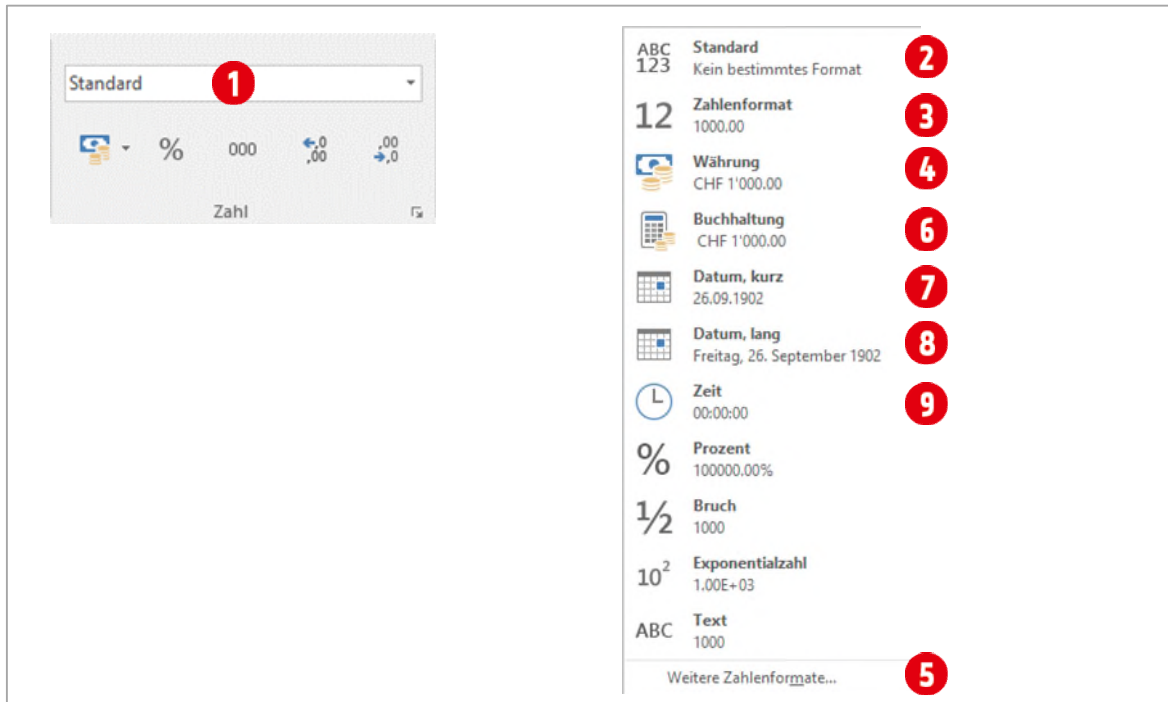 Standard
1
%
000
,0
,00
,00
,0
Zahl
ABC
123
Standard
Kein bestimmtes Format
2
12
Zahlenformat
1000.00
3
Währung
CHF 1'000.00
4
Buchhaltung
CHF 1'000.00
6
Datum, kurz
26.09.1902
7
Datum, lang
Freitag, 26. September 1902
8
Zeit
00:00:00
9
%
Prozent
100000.00%
1/2
Bruch
1000
10²
Exponentialzahl
1.00E+03
ABC
Text
1000
Weitere Zahlenformate...
5